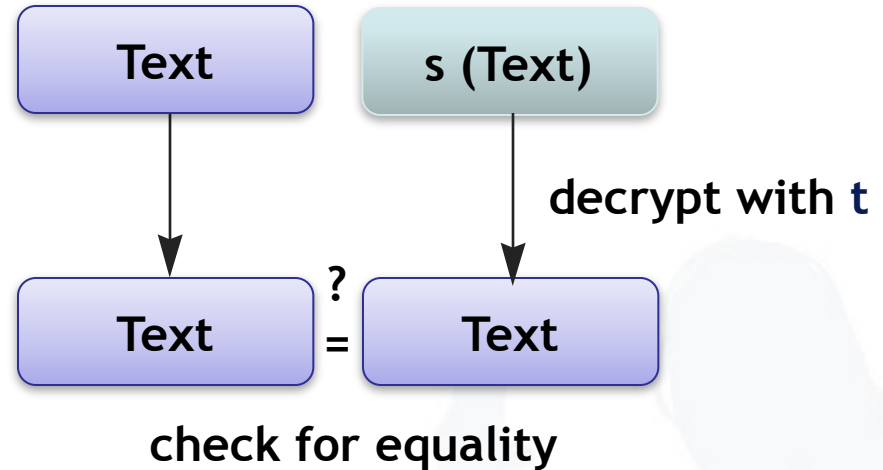 Text
s (Text)
decrypt with t
Text
?
=
Text
check for equality